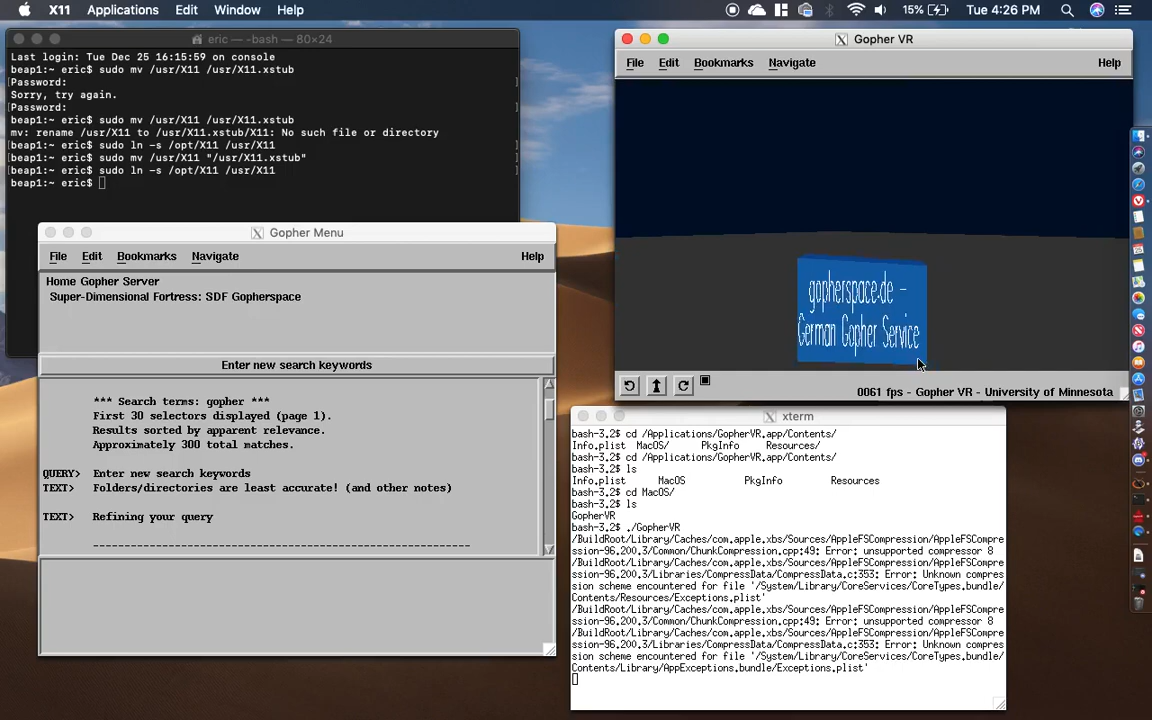 X11 Applications Edit Window Help
15% Tue 4:26 PM
eric — -bash — 80×24
Last login: Tue Dec 25 16:15:59 on console
beap1:~ eric$ sudo mv /usr/X11 /usr/X11.xstub
[Password: ]
Sorry, try again.
[Password: ]
beap1:~ eric$ sudo mv /usr/X11 /usr/X11.xstub
mv: rename /usr/X11 to /usr/X11.xstub/X11: No such file or directory
[beap1:~ eric$ sudo ln -s /opt/X11 /usr/X11 ]
[beap1:~ eric$ sudo mv /usr/X11 "/usr/X11.xstub" ]
[beap1:~ eric$ sudo ln -s /opt/X11 /usr/X11 ]
beap1:~ eric$
Gopher Menu
File Edit Bookmarks Navigate Help
Home Gopher Server
Super-Dimensional Fortress: SDF Gopherspace
Enter new search keywords
*** Search terms: gopher ***
First 30 selectors displayed (page 1).
Results sorted by apparent relevance.
Approximately 300 total matches.
QUERY> Enter new search keywords
TEXT> Folders/directories are least accurate! (and other notes)
TEXT> Refining your query
----------------------------------------------------------------
Gopher VR
File Edit Bookmarks Navigate Help
gopherspace.de -
German Gopher Service
0061 fps - Gopher VR - University of Minnesota
xterm
bash-3.2$ cd /Applications/GopherVR.app/Contents/
Info.plist MacOS/ PkgInfo Resources/
bash-3.2$ cd /Applications/GopherVR.app/Contents/
bash-3.2$ ls
Info.plist MacOS PkgInfo Resources
bash-3.2$ cd MacOS/
bash-3.2$ ls
GopherVR
bash-3.2$ ./GopherVR
/BuildRoot/Library/Caches/com.apple.xbs/Sources/AppleFSCompression/AppleFSCompre
ssion-96.200.3/Common/ChunkCompression.cpp:49: Error: unsupported compressor 8
/BuildRoot/Library/Caches/com.apple.xbs/Sources/AppleFSCompression/AppleFSCompre
ssion-96.200.3/Libraries/CompressData/CompressData.c:353: Error: Unknown compres
sion scheme encountered for file '/System/Library/CoreServices/CoreTypes.bundle/
Contents/Resources/Exceptions.plist'
/BuildRoot/Library/Caches/com.apple.xbs/Sources/AppleFSCompression/AppleFSCompre
ssion-96.200.3/Common/ChunkCompression.cpp:49: Error: unsupported compressor 8
/BuildRoot/Library/Caches/com.apple.xbs/Sources/AppleFSCompression/AppleFSCompre
ssion-96.200.3/Libraries/CompressData/CompressData.c:353: Error: Unknown compres
sion scheme encountered for file '/System/Library/CoreServices/CoreTypes.bundle/
Contents/Library/AppExceptions.bundle/Exceptions.plist'